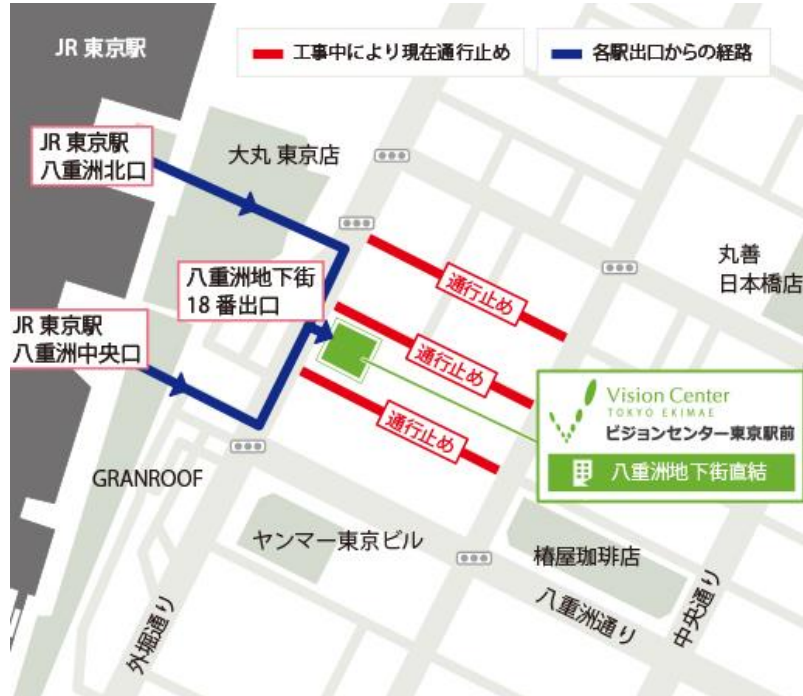 JR 東京駅
工事中により現在通行止め
各駅出口からの経路
JR 東京駅
八重洲北口
大丸 東京店
丸善
日本橋店
八重洲地下街
18 番出口
通行止め
JR 東京駅
八重洲中央口
通行止め
通行止め
Vision Center
TOKYO EKIMAE
ビジョンセンター東京駅前
八重洲地下街直結
GRANROOF
ヤンマー東京ビル
椿屋珈琲店
八重洲通り
外堀通り
中央通り